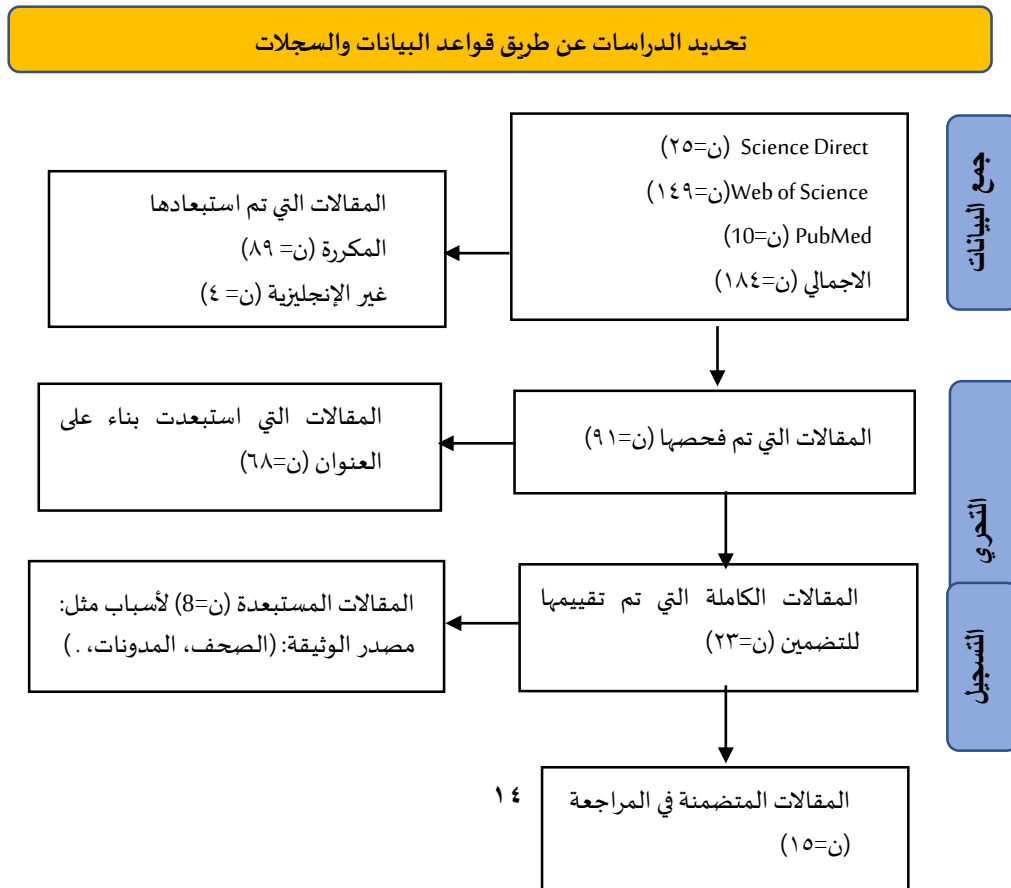 تحديد الدراسات عن طريق قواعد البيانات والسجلات
جمع البيانات
Science Direct (ن=٢٥)
Web of Science(ن=١٤٩)
PubMed (ن=10)
الاجمالي (ن=١٨٤)
المقالات التي تم استبعادها
المكررة (ن= ٨٩)
غير الإنجليزية (ن= ٤)
التحري
المقالات التي تم فحصها (ن=٩١)
المقالات التي استبعدت بناء على
العنوان (ن=٦٨)
المقالات الكاملة التي تم تقييمها
للتضمين (ن=٢٣)
المقالات المستبعدة (ن=8) لأسباب مثل:
مصدر الوثيقة: (الصحف، المدونات، . )
التسجيل
المقالات المتضمنة في المراجعة
(ن=١٥)
١٤